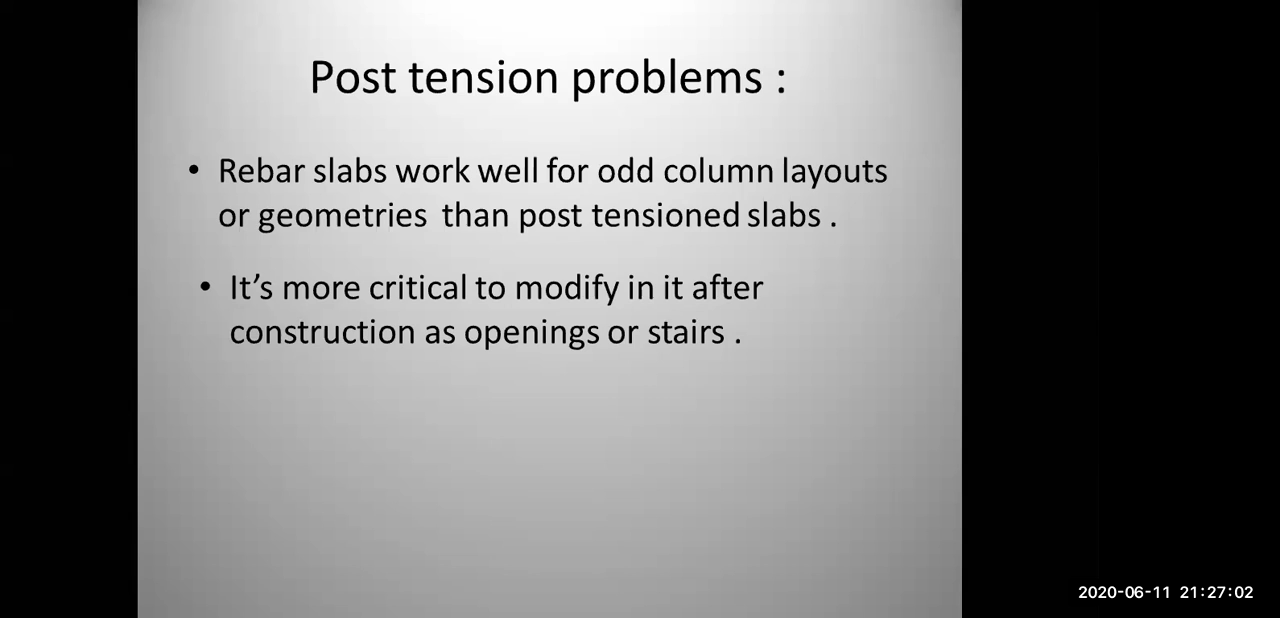 Post tension problems :
• Rebar slabs work well for odd column layouts
or geometries than post tensioned slabs .
• It’s more critical to modify in it after
construction as openings or stairs .
2020-06-11 21:27:02